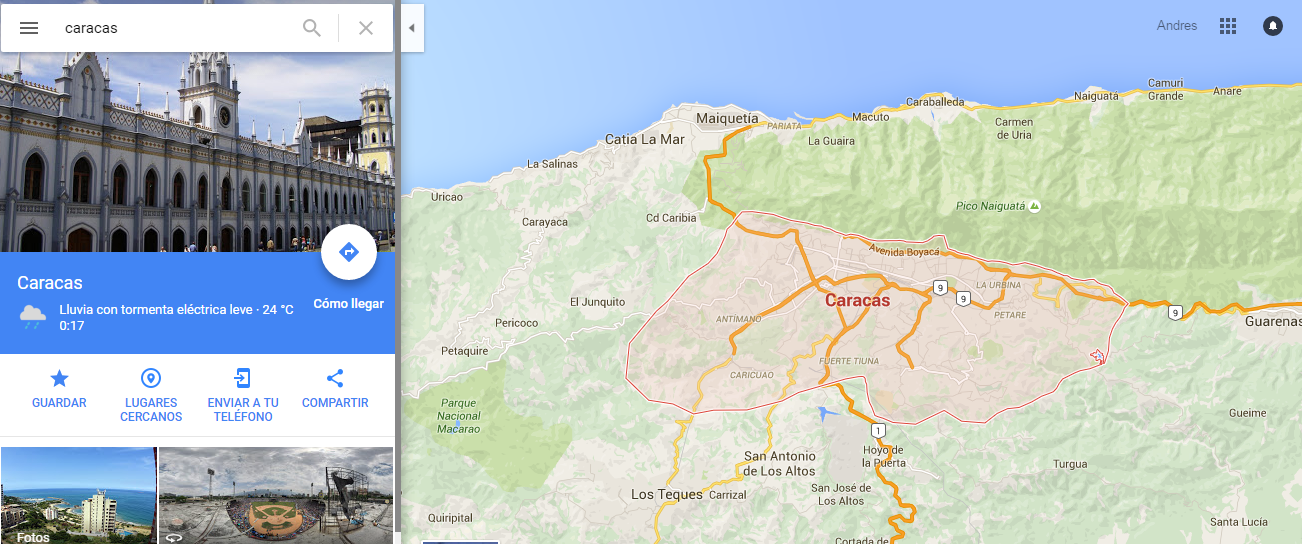 caracas
Caracas
Lluvia con tormenta eléctrica leve · 24 °C
0:17
Cómo llegar
GUARDAR
LUGARES
CERCANOS
ENVIAR A TU
TELÉFONO
COMPARTIR
Fotos
Andres
Camuri
Grande
Anare
Naiguatá
Caraballeda
Maiquetía
PARIATA
Macuto
Carmen
de Uria
Catia La Mar
La Guaira
La Salinas
Uricao
Pico Naiguatá
Carayaca
Cd Caribia
Avenida Boyacá
LA URBINA
9
9
Caracas
El Junquito
9
PETARE
Guarenas
ANTÍMANO
Pericoco
Petaquire
FUERTE TIUNA
CARICUAO
Parque
Nacional
Macarao
Gueime
1
San Antonio
de Los Altos
Hoyo de
la Puerta
Turgua
Los Teques
Carrizal
San José de
Los Altos
Quiripital
Santa Lucía
Cortada de